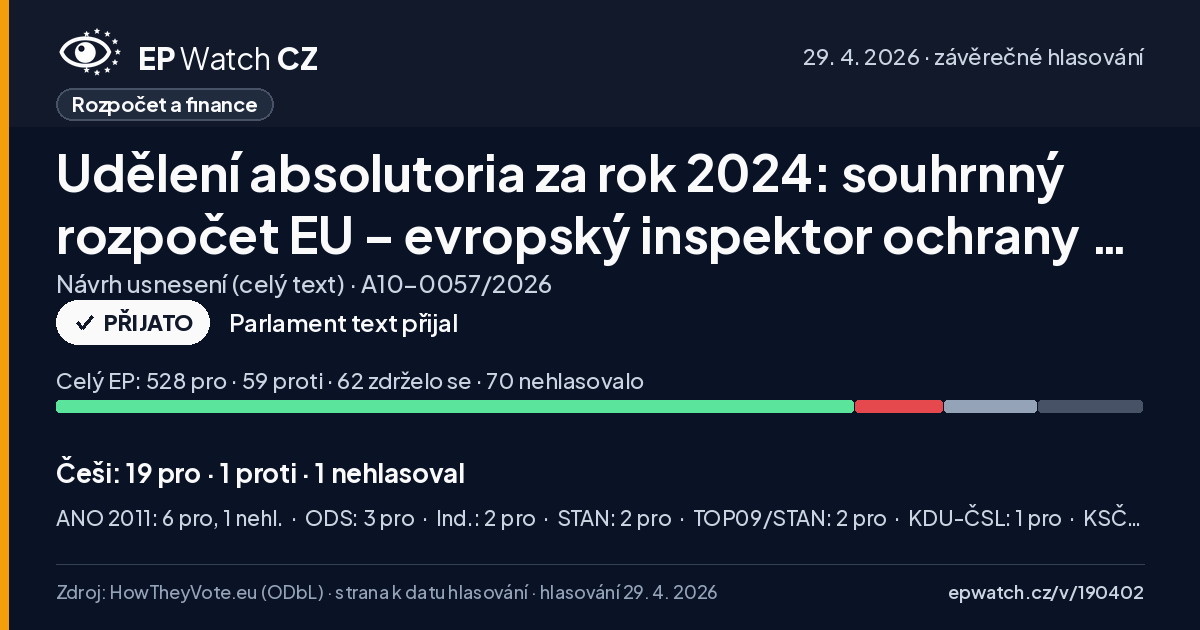 EP Watch CZ
29. 4. 2026 · závěrečné hlasování
Rozpočet a finance
Udělení absolutoria za rok 2024: souhrnný
rozpočet EU – evropský inspektor ochrany …
Návrh usnesení (celý text) · A10-0057/2026
✓ PŘIJATO
Parlament text přijal
Celý EP: 528 pro · 59 proti · 62 zdrželo se · 70 nehlasovalo
Češi: 19 pro · 1 proti · 1 nehlasoval
ANO 2011: 6 pro, 1 nehl. · ODS: 3 pro · Ind.: 2 pro · STAN: 2 pro · TOP09/STAN: 2 pro · KDU-ČSL: 1 pro · KSČ…
Zdroj: HowTheyVote.eu (ODbL) · strana k datu hlasování · hlasování 29. 4. 2026
epwatch.cz/v/190402